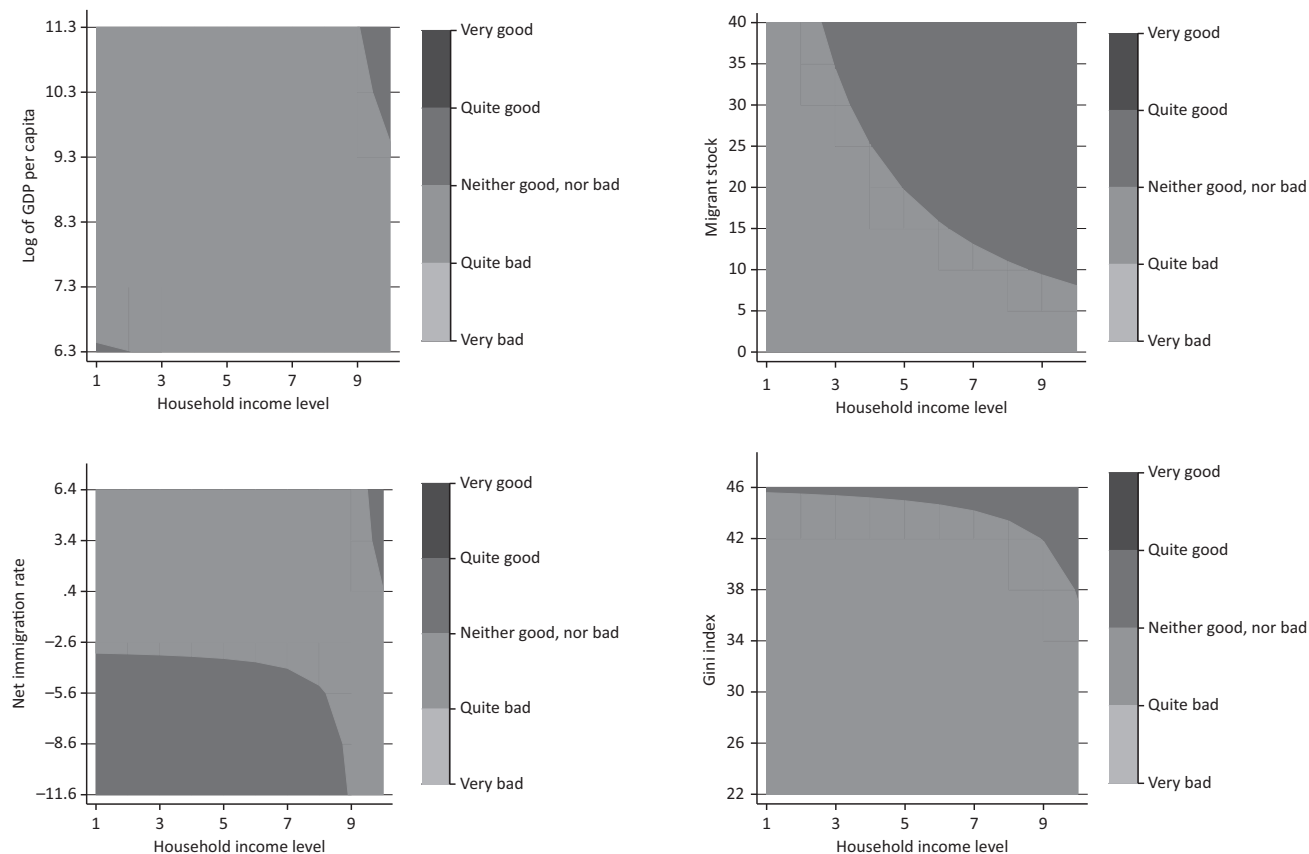 11.3
10.3
9.3
8.3
7.3
6.3
Log of GDP per capita
1 3 5 7 9
Household income level
Very good
Quite good
Neither good, nor bad
Quite bad
Very bad
40
35
30
25
20
15
10
5
0
Migrant stock
1 3 5 7 9
Household income level
Very good
Quite good
Neither good, nor bad
Quite bad
Very bad
6.4
3.4
.4
−2.6
−5.6
−8.6
−11.6
Net immigration rate
1 3 5 7 9
Household income level
Very good
Quite good
Neither good, nor bad
Quite bad
Very bad
46
42
38
34
30
26
22
Gini index
1 3 5 7 9
Household income level
Very good
Quite good
Neither good, nor bad
Quite bad
Very bad